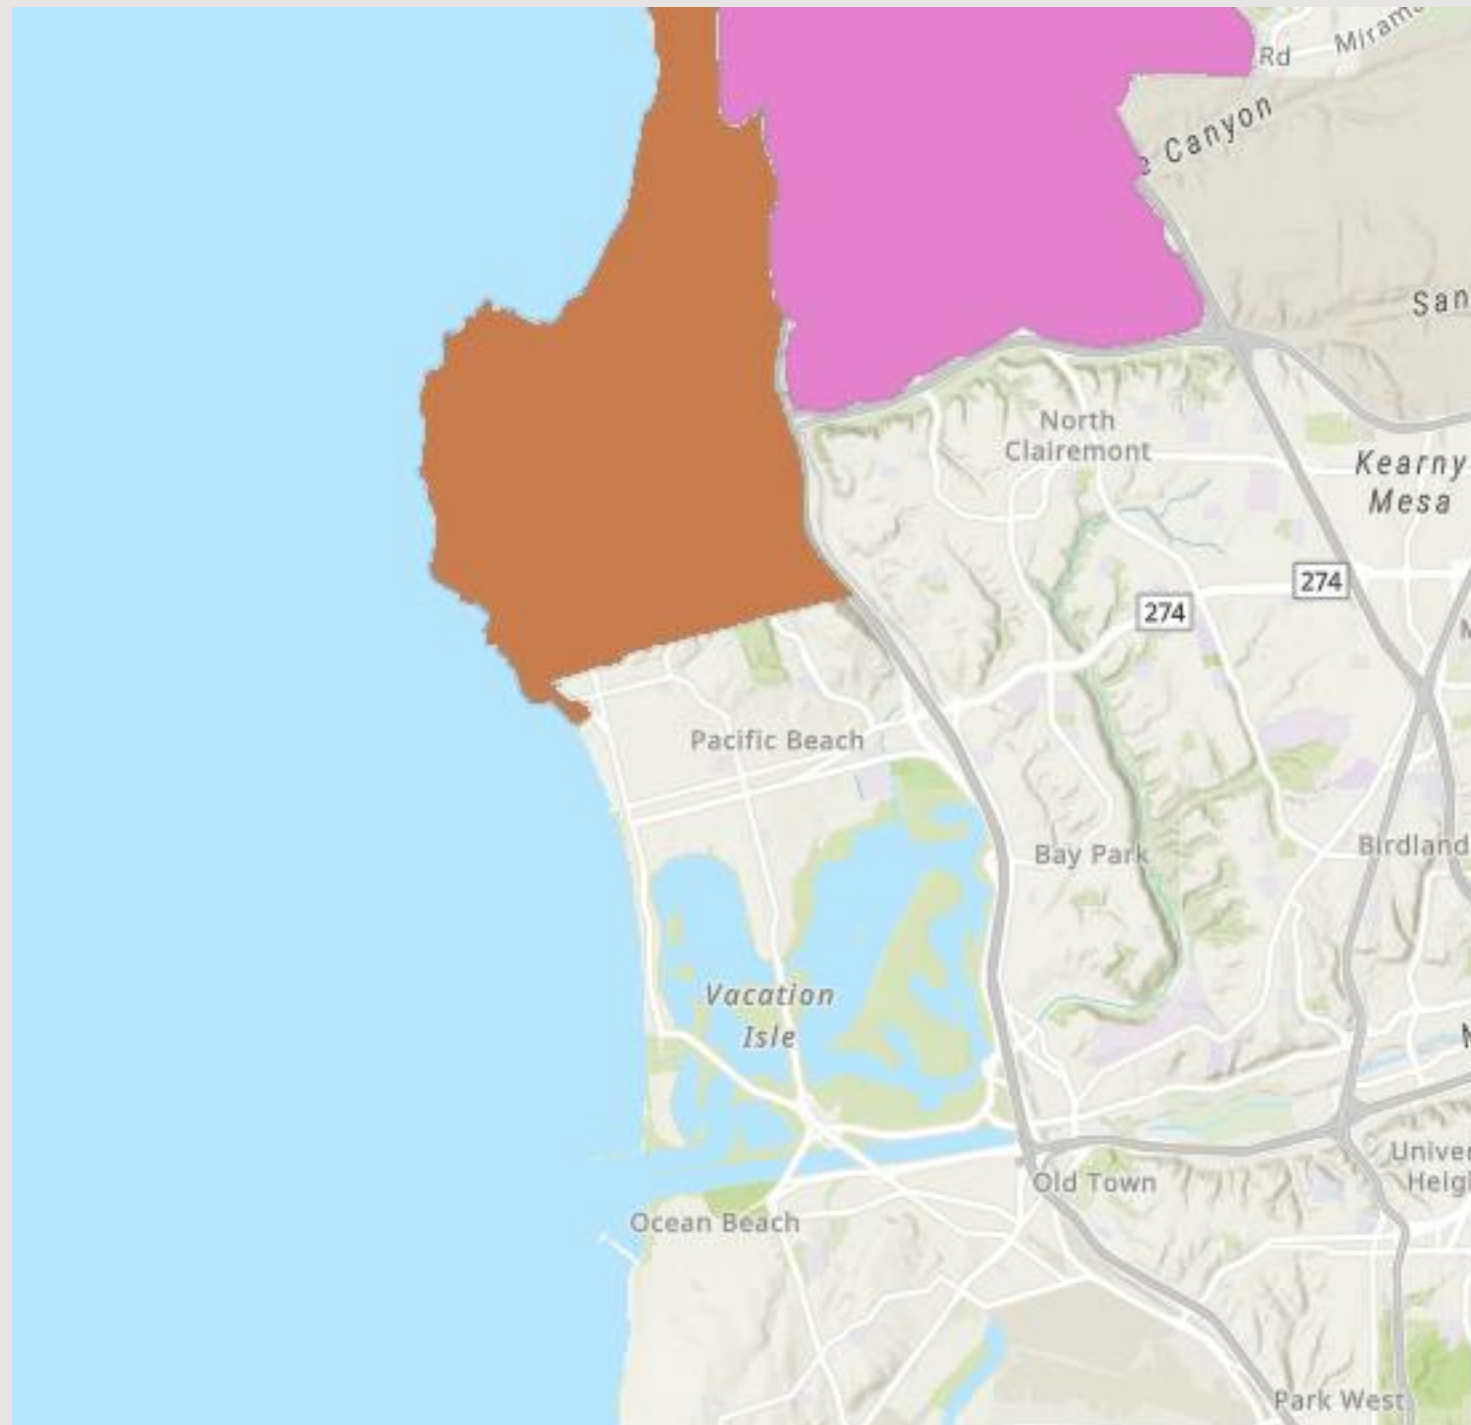 Rd
Canyon
San
North
Clairemont
Kearny
Mesa
274
274
Pacific Beach
Bay Park
Birdland
Vacation
Isle
Old Town
Ocean Beach
Park West